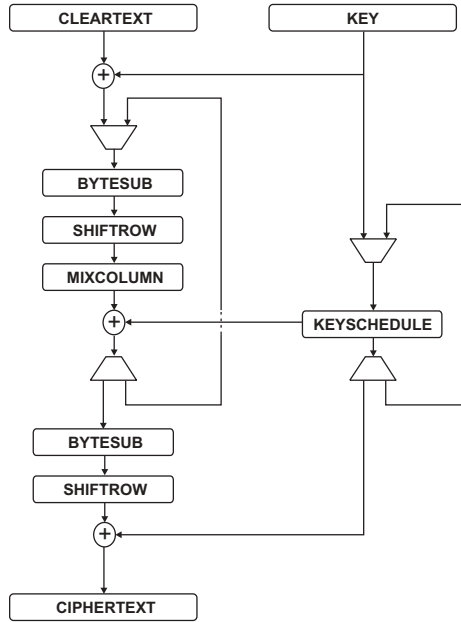 CLEARTEXT
KEY
+
BYTESUB
SHIFTROW
MIXCOLUMN
+
KEYSCHEDULE
BYTESUB
SHIFTROW
+
CIPHERTEXT